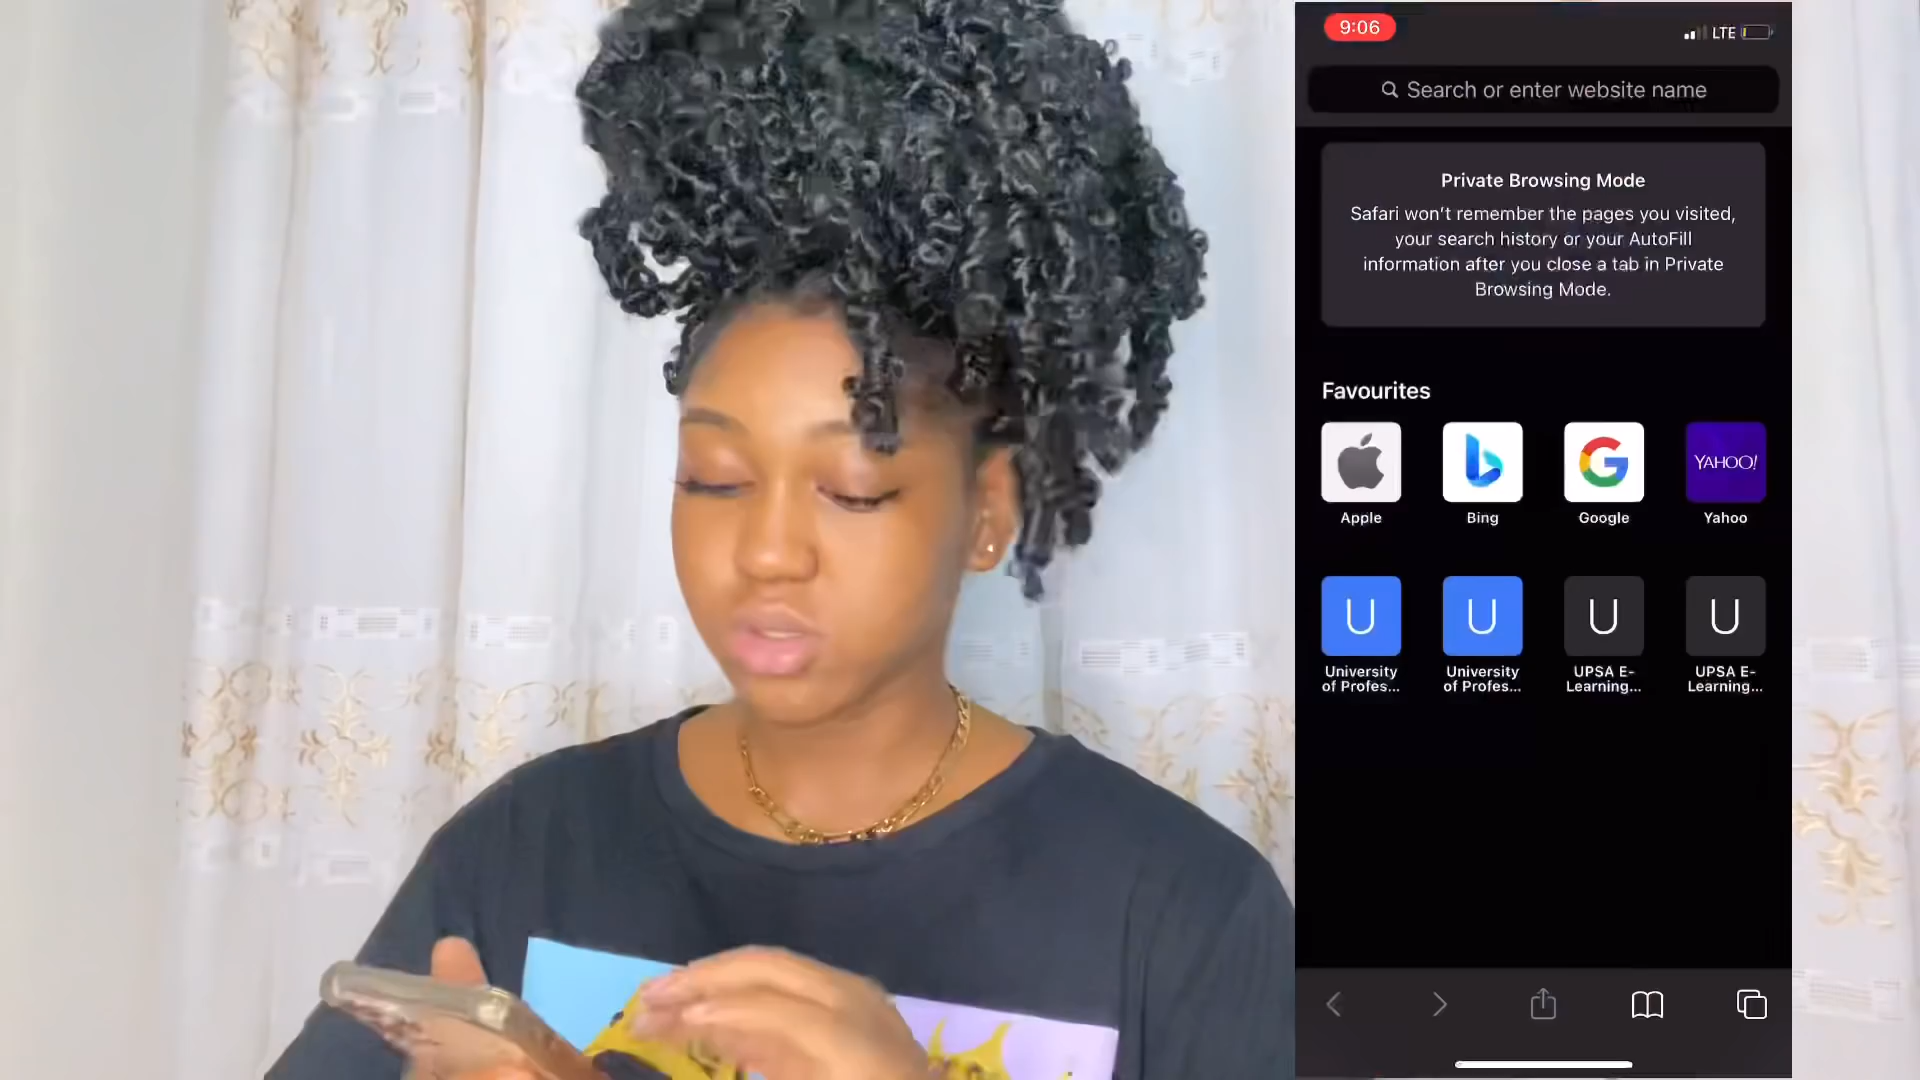 9:06
LTE
Search or enter website name
Private Browsing Mode
Safari won't remember the pages you visited,
your search history or your AutoFill
information after you close a tab in Private
Browsing Mode.
Favourites
YAHOO!
Apple
Bing
Google
Yahoo
U
U
U
U
University
of Profes...
University
of Profes...
UPSA E-
Learning...
UPSA E-
Learning...